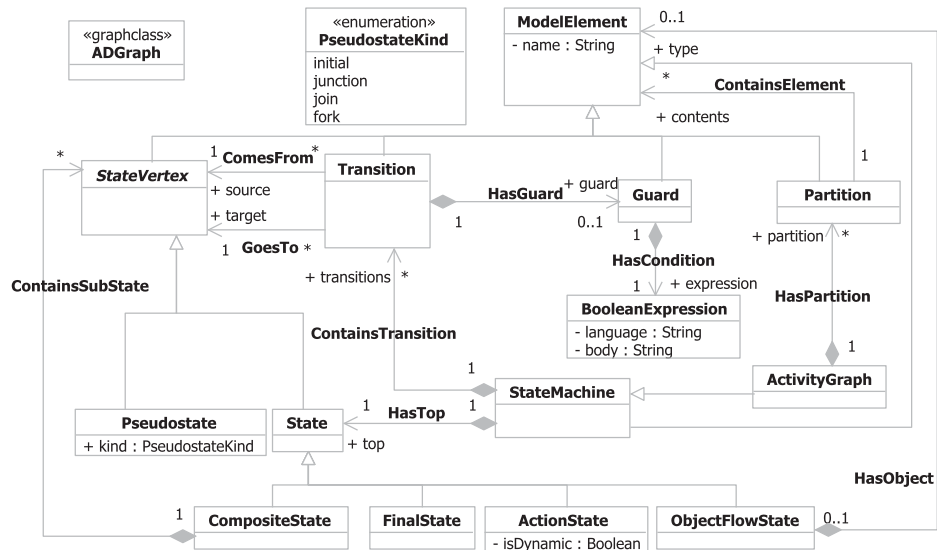 «graphclass»
ADGraph
«enumeration»
PseudostateKind
initial
junction
join
fork
ModelElement
- name : String
0..1
+ type
*
ContainsElement
+ contents
1
*
StateVertex
1
ComesFrom
*
+ source
+ target
1
GoesTo
*
Transition
HasGuard
+ guard
1
0..1
Guard
Partition
+ partition
*
1
HasCondition
1
+ expression
BooleanExpression
- language : String
- body : String
HasPartition
1
ActivityGraph
+ transitions
*
ContainsSubState
ContainsTransition
1
StateMachine
1
HasTop
1
Pseudostate
+ kind : PseudostateKind
State
+ top
HasObject
1
CompositeState
FinalState
ActionState
- isDynamic : Boolean
ObjectFlowState
0..1